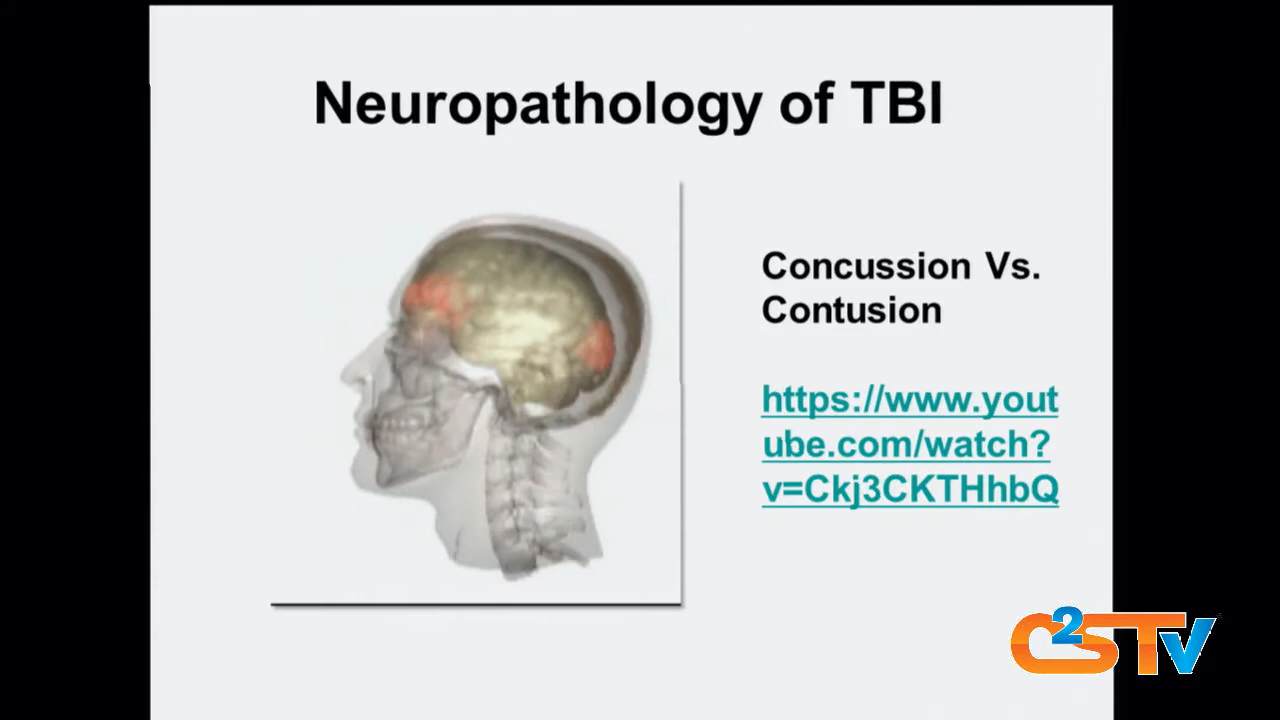 Neuropathology of TBI
Concussion Vs.
Contusion
https://www.yout
ube.com/watch?
v=Ckj3CKTHhbQ
C2STv